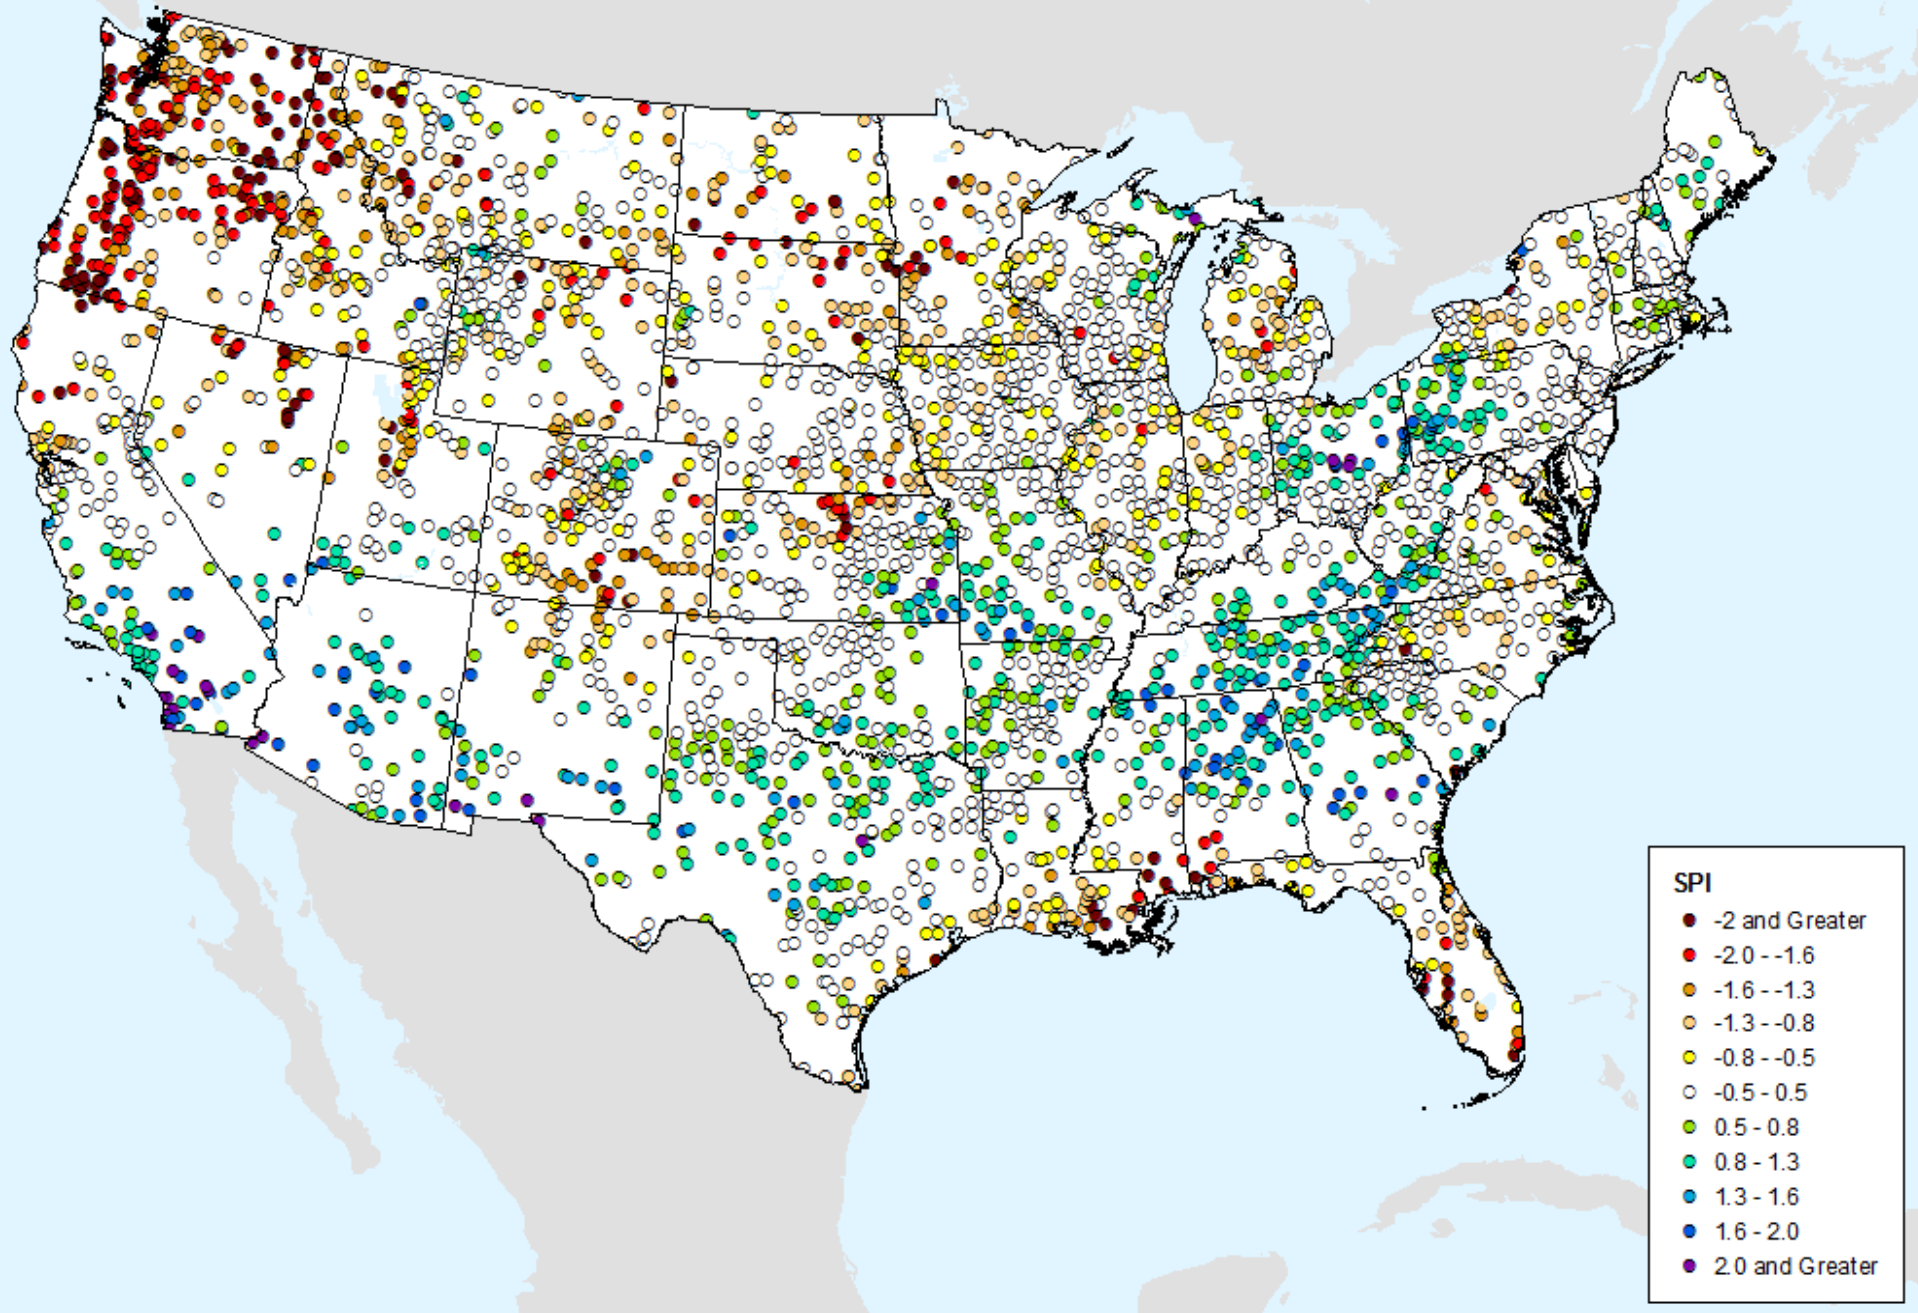 SPI
-2 and Greater
-2.0 - -1.6
-1.6 - -1.3
-1.3 - -0.8
-0.8 - -0.5
-0.5 - 0.5
0.5 - 0.8
0.8 - 1.3
1.3 - 1.6
1.6 - 2.0
2.0 and Greater